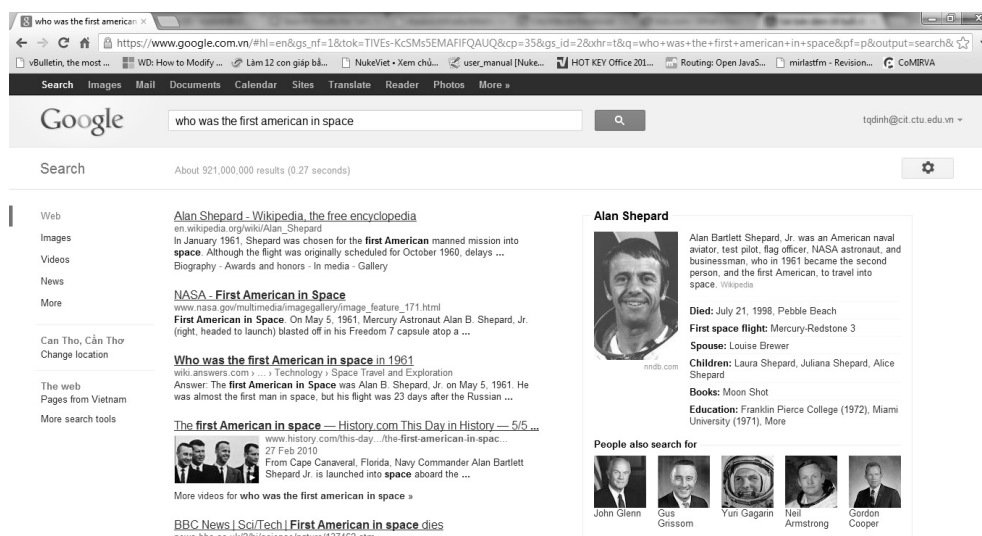 who was the first american
https://www.google.com.vn/#hl=en&gs_nf=1&tok=TIVEs-KcSMs5EMAFIFQAUQ&cp=35&gs_id=2&xhr=t&q=who+was+the+first+american+in+space&pf=p&output=search&
vBulletin, the most ... WD: How to Modify ... Làm 12 con giáp bằ... NukeViet • Xem chủ... user_manual [Nuke... HOT KEY Office 201... Routing: Open JavaS... mirlastfm - Revision... CoMIRVA
Search Images Mail Documents Calendar Sites Translate Reader Photos More »
Google
who was the first american in space
tqdinh@cit.ctu.edu.vn
Search
About 921,000,000 results (0.27 seconds)
Web
Images
Videos
News
More
Can Tho, Cần Thơ
Change location
The web
Pages from Vietnam
More search tools
Alan Shepard - Wikipedia, the free encyclopedia
en.wikipedia.org/wiki/Alan_Shepard
In January 1961, Shepard was chosen for the first American manned mission into
space. Although the flight was originally scheduled for October 1960, delays ...
Biography - Awards and honors - In media - Gallery
NASA - First American in Space
www.nasa.gov/multimedia/imagegallery/image_feature_171.html
First American in Space. On May 5, 1961, Mercury Astronaut Alan B. Shepard, Jr.
(right, headed to launch) blasted off in his Freedom 7 capsule atop a ...
Who was the first American in space in 1961
wiki.answers.com › ... › Technology › Space Travel and Exploration
Answer: The first American in Space was Alan B. Shepard, Jr. on May 5, 1961. He
was almost the first man in space, but his flight was 23 days after the Russian ...
The first American in space — History.com This Day in History — 5/5 ...
www.history.com/this-day.../the-first-american-in-spac...
27 Feb 2010
From Cape Canaveral, Florida, Navy Commander Alan Bartlett
Shepard Jr. is launched into space aboard the ...
More videos for who was the first american in space »
BBC News | Sci/Tech | First American in space dies
Alan Shepard
nndb.com
Alan Bartlett Shepard, Jr. was an American naval
aviator, test pilot, flag officer, NASA astronaut, and
businessman, who in 1961 became the second
person, and the first American, to travel into
space. Wikipedia
Died: July 21, 1998, Pebble Beach
First space flight: Mercury-Redstone 3
Spouse: Louise Brewer
Children: Laura Shepard, Juliana Shepard, Alice
Shepard
Books: Moon Shot
Education: Franklin Pierce College (1972), Miami
University (1971), More
People also search for
John Glenn
Gus
Grissom
Yuri Gagarin
Neil
Armstrong
Gordon
Cooper